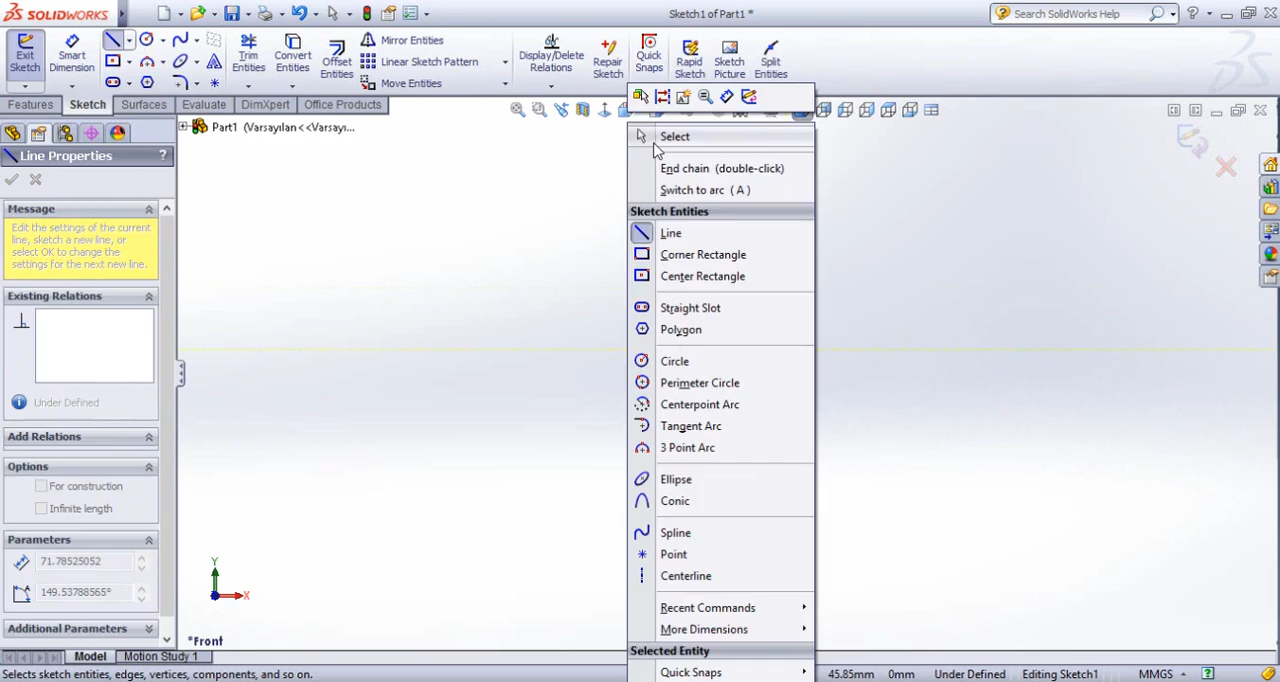 SOLIDWORKS
Sketch1 of Part1 *
Search SolidWorks Help
Exit Sketch
Smart Dimension
Trim Entities
Convert Entities
Offset Entities
Mirror Entities
Linear Sketch Pattern
Move Entities
Display/Delete Relations
Repair Sketch
Quick Snaps
Rapid Sketch
Sketch Picture
Split Entities
Features
Sketch
Surfaces
Evaluate
DimXpert
Office Products
Part1 (Varsayılan<<Varsayı...
Line Properties
?
Message
Edit the settings of the current
line, sketch a new line, or
select OK to change the
settings for the next new line.
Existing Relations
Under Defined
Add Relations
Options
For construction
Infinite length
Parameters
71.78525052
149.53788565°
Additional Parameters
Select
End chain (double-click)
Switch to arc ( A )
Sketch Entities
Line
Corner Rectangle
Center Rectangle
Straight Slot
Polygon
Circle
Perimeter Circle
Centerpoint Arc
Tangent Arc
3 Point Arc
Ellipse
Conic
Spline
Point
Centerline
Recent Commands
More Dimensions
Selected Entity
Quick Snaps
Y
X
*Front
Model
Motion Study 1
Selects sketch entities, edges, vertices, components, and so on.
45.85mm
0mm
Under Defined
Editing Sketch1
MMGS
?